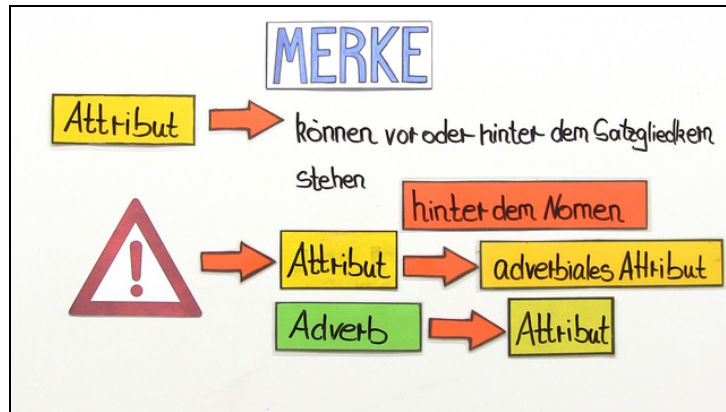 MERKE
Attribut
können vor oder hinter dem Satzgliedkern
stehen
hinter dem Nomen
Attribut
adverbiales Attribut
Adverb
Attribut